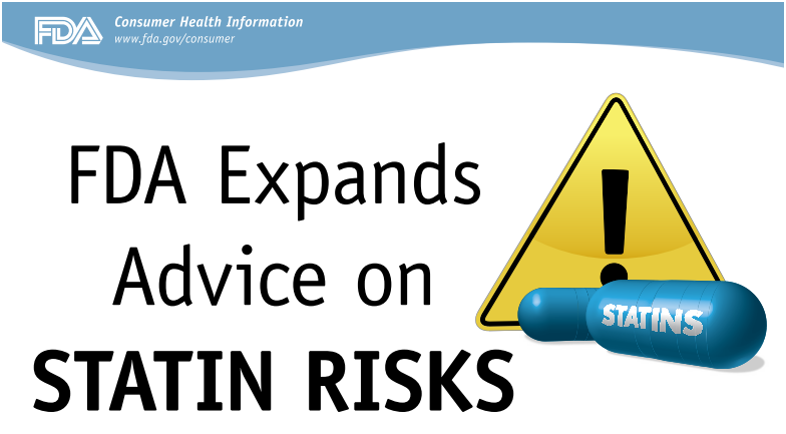 FDA
Consumer Health Information
www.fda.gov/consumer
FDA Expands
Advice on
STATIN RISKS
!
STATINS